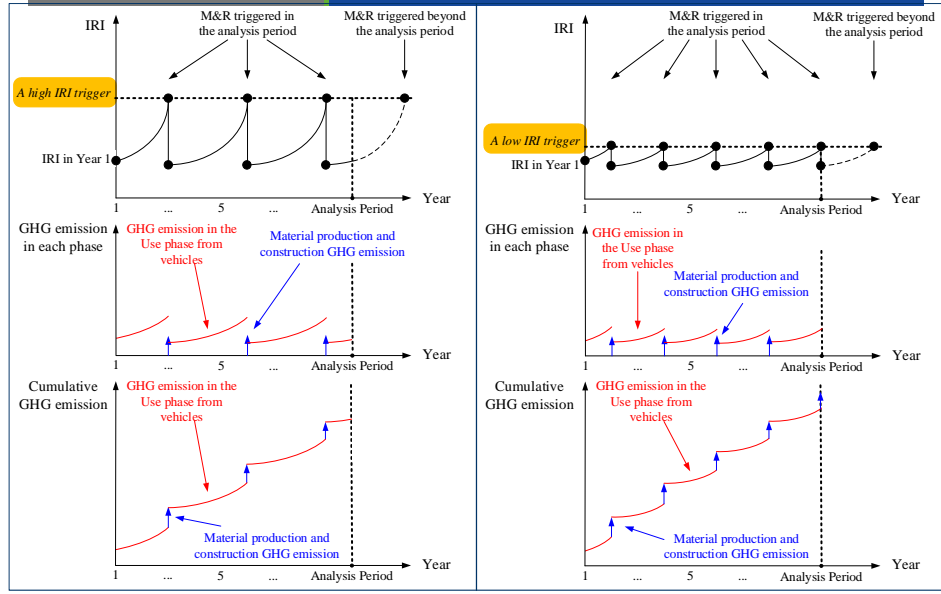 IRI
M&R triggered in
the analysis period
M&R triggered beyond
the analysis period
A high IRI trigger
IRI in Year 1
Year
1
...
5
...
Analysis Period
GHG emission
in each phase
GHG emission in the
Use phase from
vehicles
Material production and
construction GHG emission
Year
1
...
5
...
Analysis Period
Cumulative
GHG emission
GHG emission in the
Use phase from
vehicles
Material production and
construction GHG emission
Year
1
...
5
...
Analysis Period
IRI
M&R triggered in
the analysis period
M&R triggered beyond
the analysis period
A low IRI trigger
IRI in Year 1
Year
1
...
5
...
Analysis Period
GHG emission
in each phase
GHG emission in
the Use phase
from vehicles
Material production and
construction GHG emission
Year
1
...
5
...
Analysis Period
Cumulative
GHG emission
GHG emission in the
Use phase from
vehicles
Material production and
construction GHG emission
Year
1
...
5
...
Analysis Period